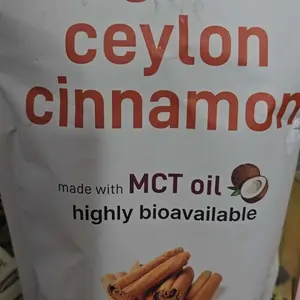 ceylon
cinnamon
made with MCT oil
highly bioavailable